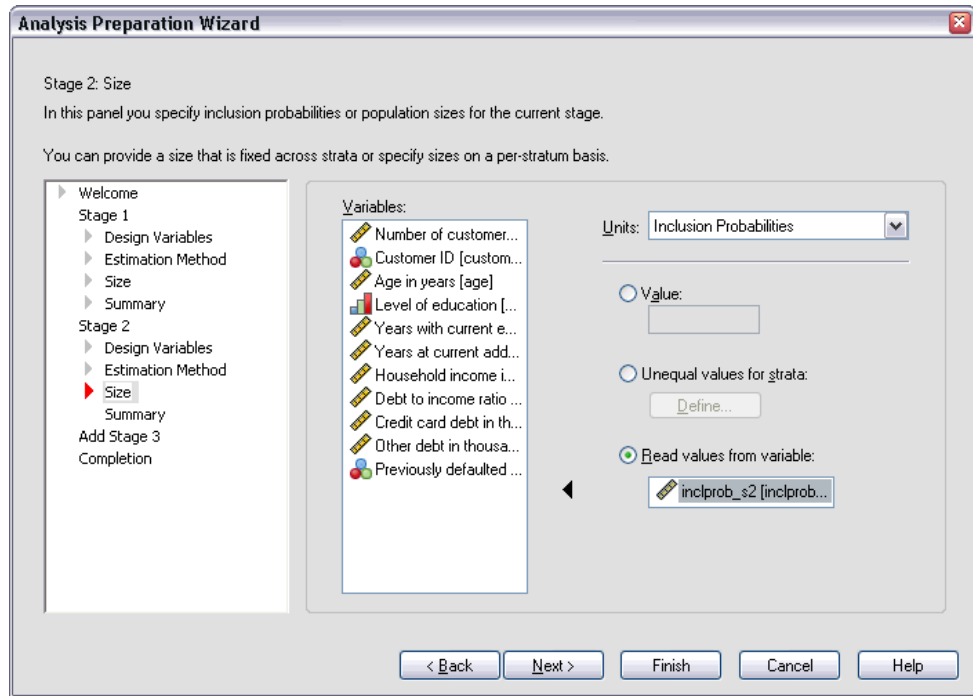 Analysis Preparation Wizard
Stage 2: Size
In this panel you specify inclusion probabilities or population sizes for the current stage.
You can provide a size that is fixed across strata or specify sizes on a per-stratum basis.
Welcome
Stage 1
Design Variables
Estimation Method
Size
Summary
Stage 2
Design Variables
Estimation Method
Size
Summary
Add Stage 3
Completion
Variables:
Number of customer...
Customer ID [custom...
Age in years [age]
Level of education [...
Years with current e...
Years at current add...
Household income i...
Debt to income ratio ...
Credit card debt in th...
Other debt in thousa...
Previously defaulted ...
Units: Inclusion Probabilities
Value:
Unequal values for strata:
Define...
Read values from variable:
inclprob_s2 [inclprob...
< Back Next > Finish Cancel Help